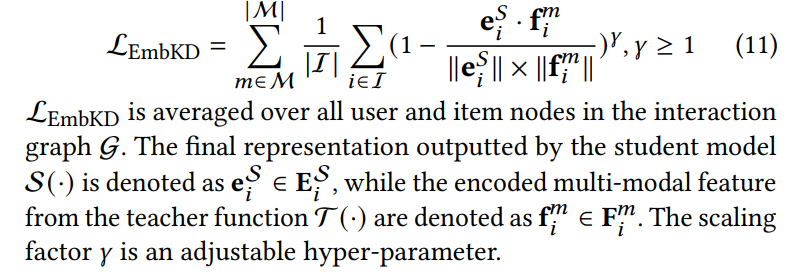 ℒ_EmbKD = ∑_{m∈ℳ}^{|ℳ|} 1/|ℐ| ∑_{i∈ℐ} (1 − (e_i^S · f_i^m)/(‖e_i^S‖ × ‖f_i^m‖))^γ, γ ≥ 1 (11)
ℒ_EmbKD is averaged over all user and item nodes in the interaction
graph 𝒢. The final representation outputted by the student model
𝒮(·) is denoted as e_i^S ∈ E_i^S, while the encoded multi-modal feature
from the teacher function 𝒯(·) are denoted as f_i^m ∈ F_i^m. The scaling
factor γ is an adjustable hyper-parameter.